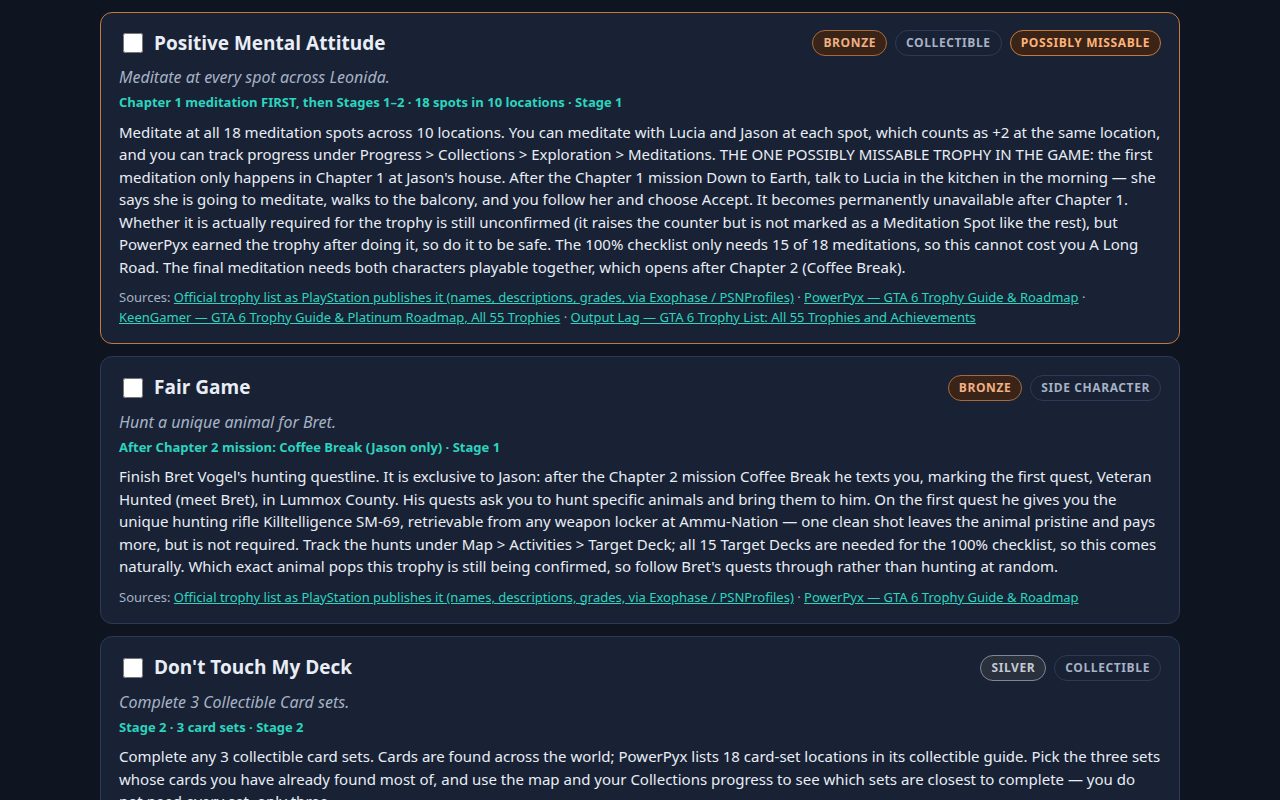 Positive Mental Attitude
BRONZE
COLLECTIBLE
POSSIBLY MISSABLE
Meditate at every spot across Leonida.
Chapter 1 meditation FIRST, then Stages 1–2 · 18 spots in 10 locations · Stage 1
Meditate at all 18 meditation spots across 10 locations. You can meditate with Lucia and Jason at each spot, which counts as +2 at the same location,
and you can track progress under Progress > Collections > Exploration > Meditations. THE ONE POSSIBLY MISSABLE TROPHY IN THE GAME: the first
meditation only happens in Chapter 1 at Jason's house. After the Chapter 1 mission Down to Earth, talk to Lucia in the kitchen in the morning — she
says she is going to meditate, walks to the balcony, and you follow her and choose Accept. It becomes permanently unavailable after Chapter 1.
Whether it is actually required for the trophy is still unconfirmed (it raises the counter but is not marked as a Meditation Spot like the rest), but
PowerPyx earned the trophy after doing it, so do it to be safe. The 100% checklist only needs 15 of 18 meditations, so this cannot cost you A Long
Road. The final meditation needs both characters playable together, which opens after Chapter 2 (Coffee Break).
Sources: Official trophy list as PlayStation publishes it (names, descriptions, grades, via Exophase / PSNProfiles) · PowerPyx — GTA 6 Trophy Guide & Roadmap ·
KeenGamer — GTA 6 Trophy Guide & Platinum Roadmap, All 55 Trophies · Output Lag — GTA 6 Trophy List: All 55 Trophies and Achievements
Fair Game
BRONZE
SIDE CHARACTER
Hunt a unique animal for Bret.
After Chapter 2 mission: Coffee Break (Jason only) · Stage 1
Finish Bret Vogel's hunting questline. It is exclusive to Jason: after the Chapter 2 mission Coffee Break he texts you, marking the first quest, Veteran
Hunted (meet Bret), in Lummox County. His quests ask you to hunt specific animals and bring them to him. On the first quest he gives you the
unique hunting rifle Killtelligence SM-69, retrievable from any weapon locker at Ammu-Nation — one clean shot leaves the animal pristine and pays
more, but is not required. Track the hunts under Map > Activities > Target Deck; all 15 Target Decks are needed for the 100% checklist, so this comes
naturally. Which exact animal pops this trophy is still being confirmed, so follow Bret's quests through rather than hunting at random.
Sources: Official trophy list as PlayStation publishes it (names, descriptions, grades, via Exophase / PSNProfiles) · PowerPyx — GTA 6 Trophy Guide & Roadmap
Don't Touch My Deck
SILVER
COLLECTIBLE
Complete 3 Collectible Card sets.
Stage 2 · 3 card sets · Stage 2
Complete any 3 collectible card sets. Cards are found across the world; PowerPyx lists 18 card-set locations in its collectible guide. Pick the three sets
whose cards you have already found most of, and use the map and your Collections progress to see which sets are closest to complete — you do
not need every set, only three.